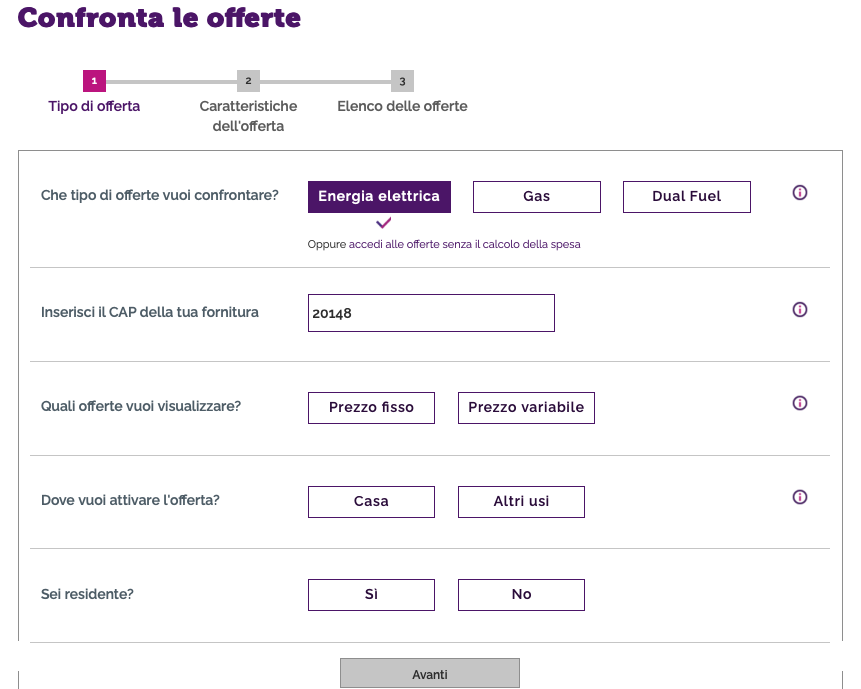 Confronta le offerte
1
2
3
Tipo di offerta
Caratteristiche
dell'offerta
Elenco delle offerte
Che tipo di offerte vuoi confrontare?
Energia elettrica
Gas
Dual Fuel
Oppure accedi alle offerte senza il calcolo della spesa
Inserisci il CAP della tua fornitura
20148
Quali offerte vuoi visualizzare?
Prezzo fisso
Prezzo variabile
Dove vuoi attivare l'offerta?
Casa
Altri usi
Sei residente?
Sì
No
Avanti